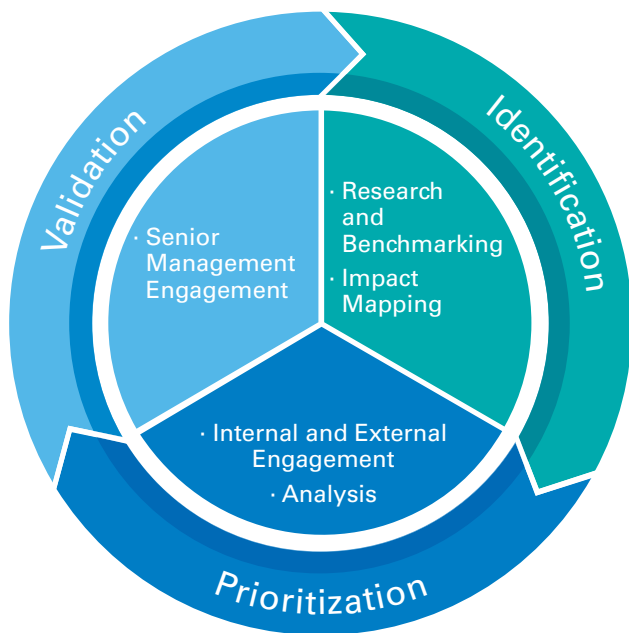 Validation
Identification
· Senior
Management
Engagement
· Research
and
Benchmarking
· Impact
Mapping
· Internal and External
Engagement
· Analysis
Prioritization